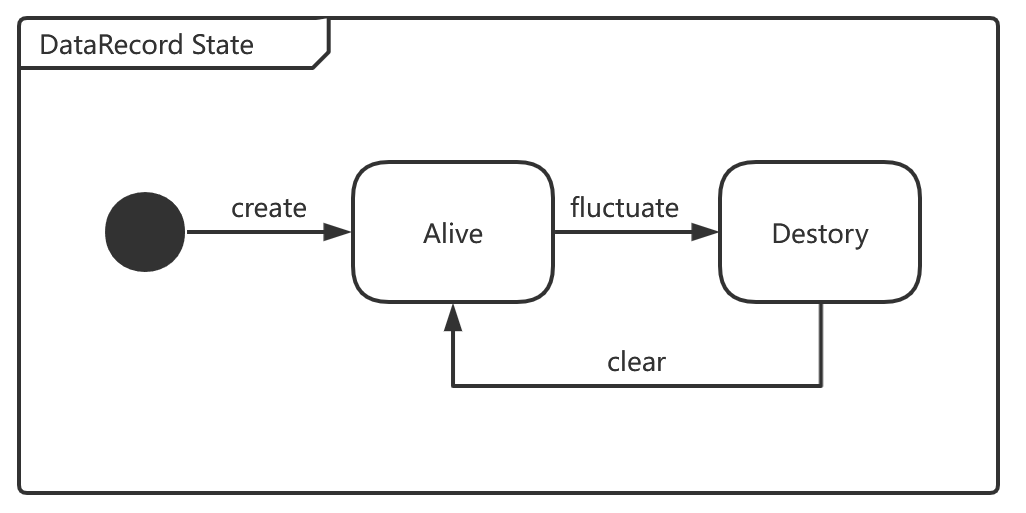 DataRecord State
create
Alive
fluctuate
Destory
clear